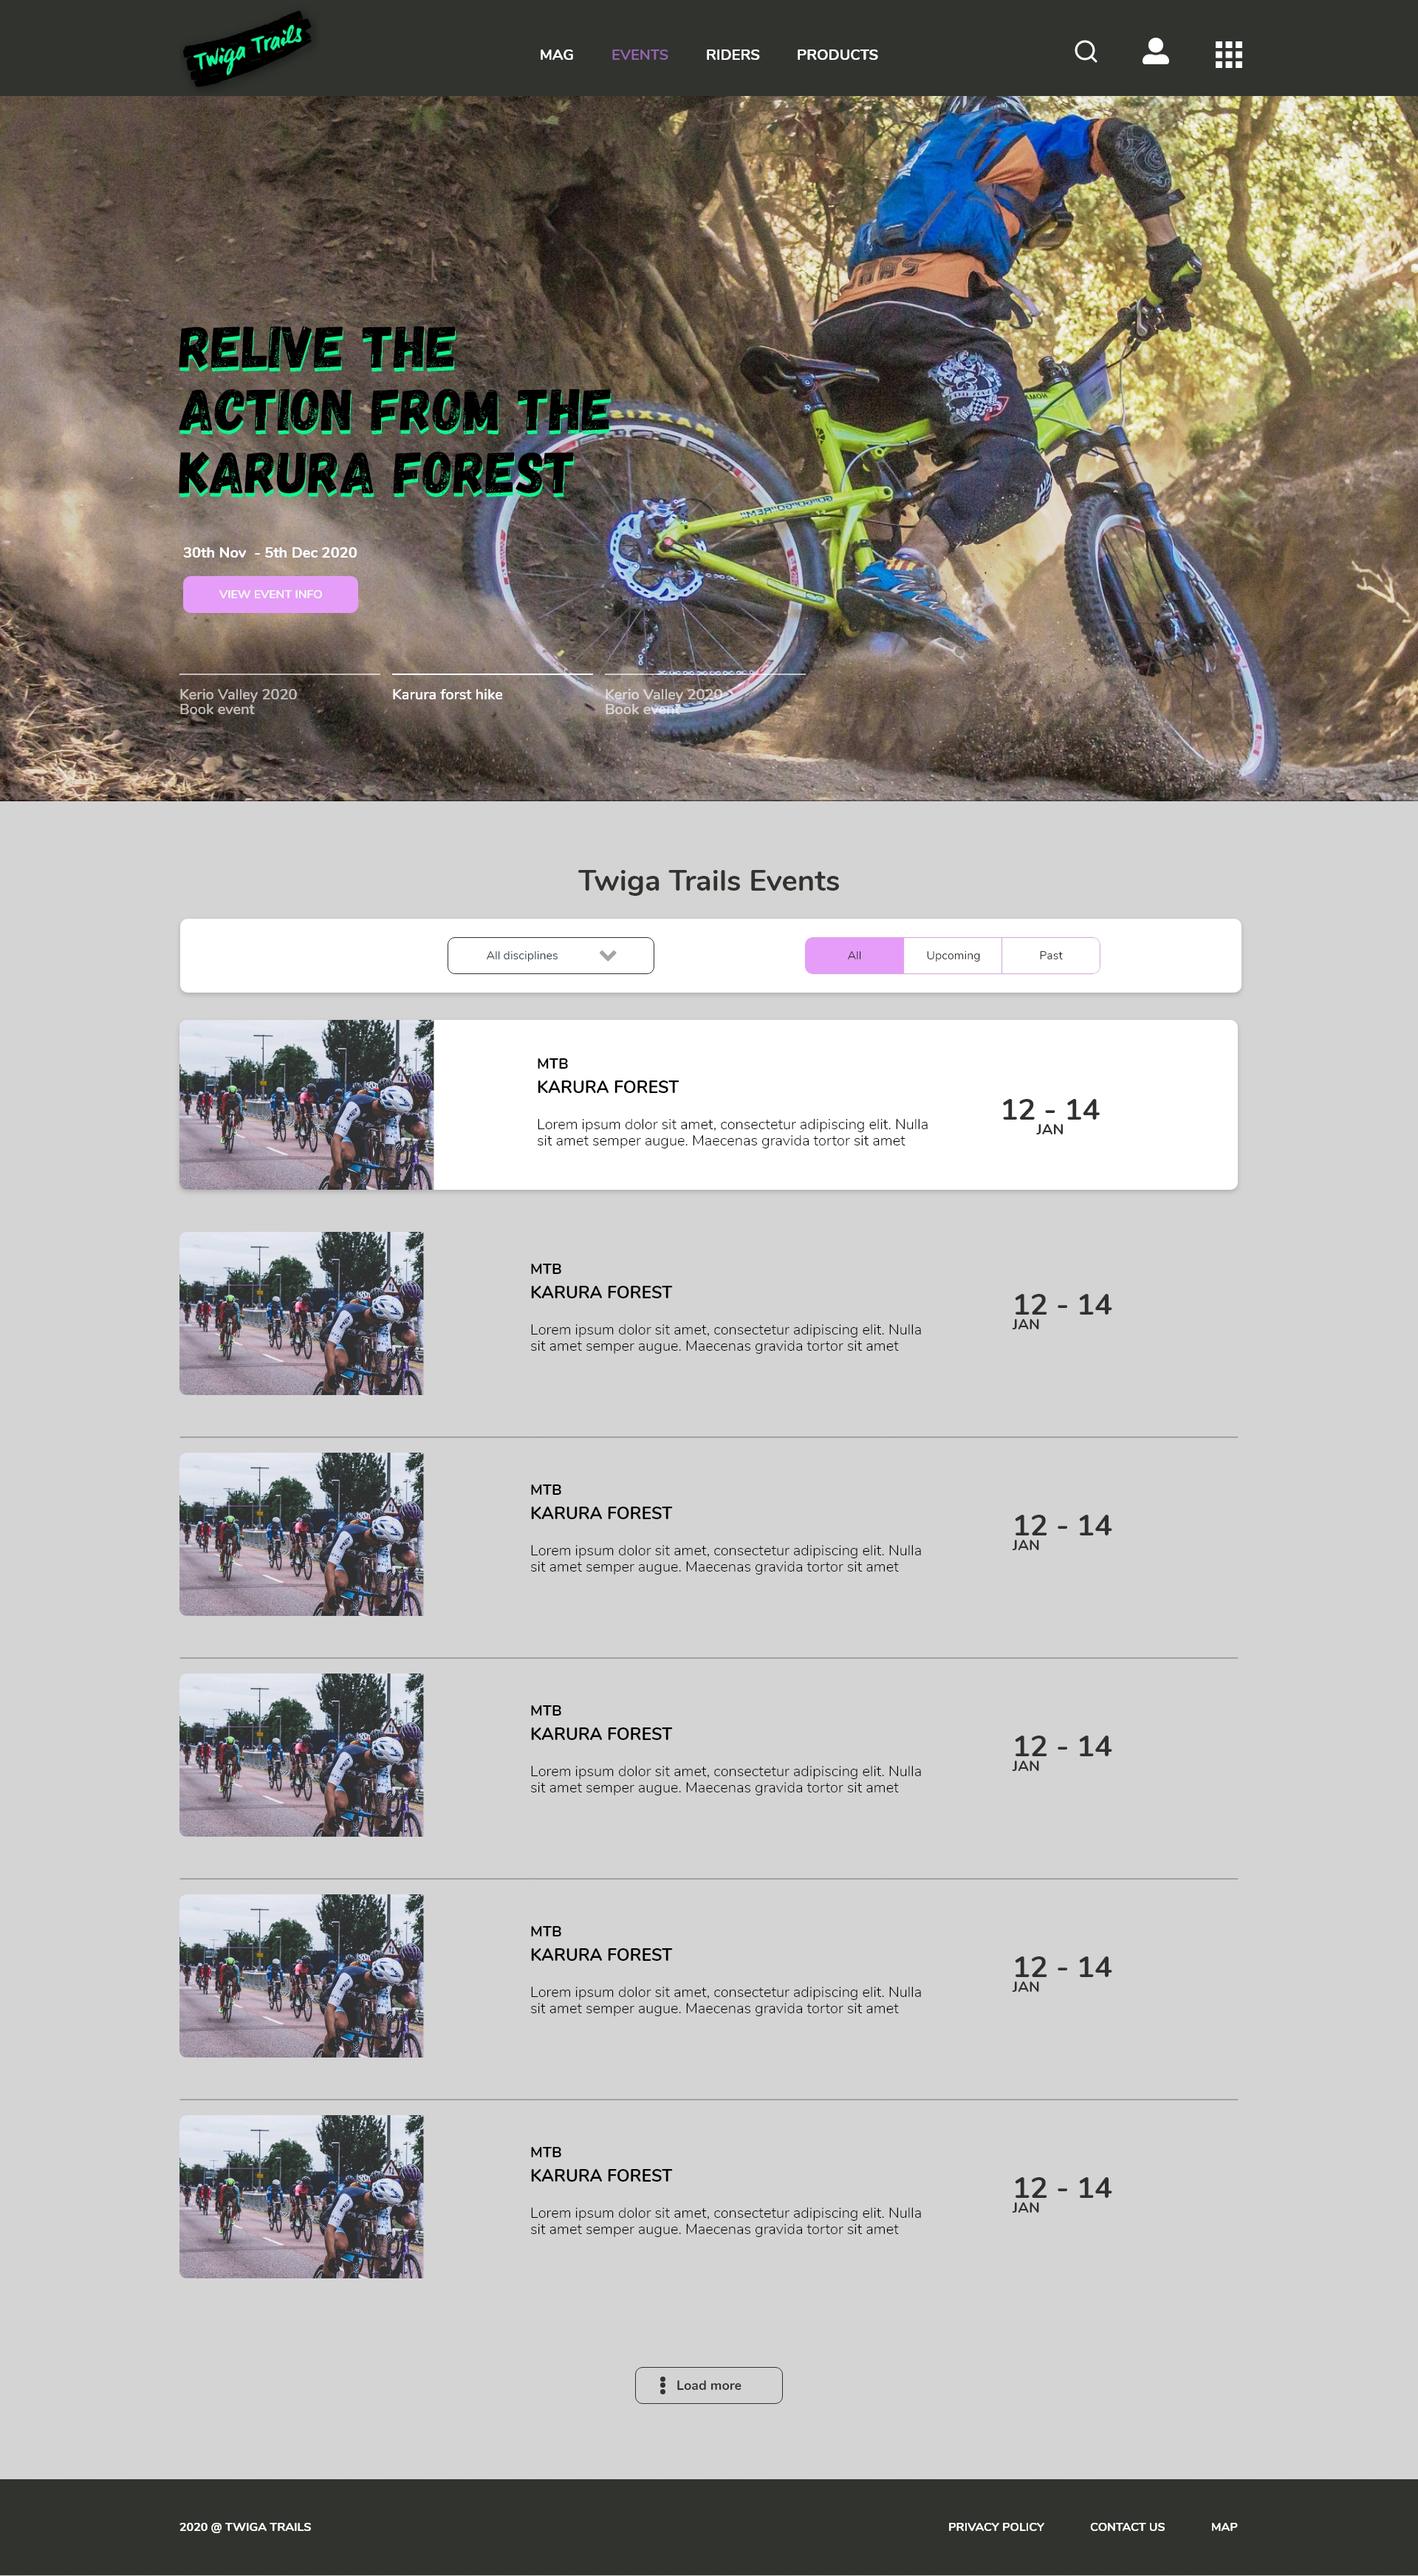 Twiga Trails
MAG EVENTS RIDERS PRODUCTS
MAXXIS
RELIVE THE
ACTION FROM THE
KARURA FOREST
30th Nov - 5th Dec 2020
VIEW EVENT INFO
Kerio Valley 2020
Book event
Karura forst hike
Kerio Valley 2020
Book event
Twiga Trails Events
All disciplines
All Upcoming Past
MTB
KARURA FOREST
Lorem ipsum dolor sit amet, consectetur adipiscing elit. Nulla
sit amet semper augue. Maecenas gravida tortor sit amet
12 - 14
JAN
MTB
KARURA FOREST
Lorem ipsum dolor sit amet, consectetur adipiscing elit. Nulla
sit amet semper augue. Maecenas gravida tortor sit amet
12 - 14
JAN
MTB
KARURA FOREST
Lorem ipsum dolor sit amet, consectetur adipiscing elit. Nulla
sit amet semper augue. Maecenas gravida tortor sit amet
12 - 14
JAN
MTB
KARURA FOREST
Lorem ipsum dolor sit amet, consectetur adipiscing elit. Nulla
sit amet semper augue. Maecenas gravida tortor sit amet
12 - 14
JAN
MTB
KARURA FOREST
Lorem ipsum dolor sit amet, consectetur adipiscing elit. Nulla
sit amet semper augue. Maecenas gravida tortor sit amet
12 - 14
JAN
MTB
KARURA FOREST
Lorem ipsum dolor sit amet, consectetur adipiscing elit. Nulla
sit amet semper augue. Maecenas gravida tortor sit amet
12 - 14
JAN
Load more
2020 @ TWIGA TRAILS PRIVACY POLICY CONTACT US MAP